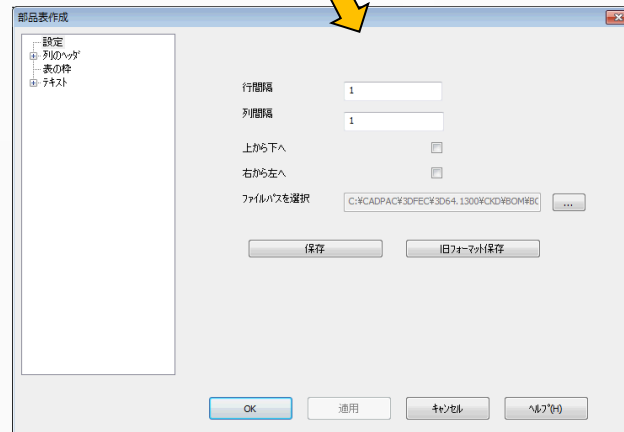 部品表作成
設定
列のﾍｯﾀﾞ
表の枠
ﾃｷｽﾄ
行間隔
1
列間隔
1
上から下へ
右から左へ
ﾌｧｲﾙﾊﾟｽを選択
C:¥CADPAC¥3DFEC¥3D64.1300¥CKD¥BOM¥BC
...
保存
旧ﾌｫｰﾏｯﾄ保存
OK
適用
ｷｬﾝｾﾙ
ﾍﾙﾌﾟ(H)